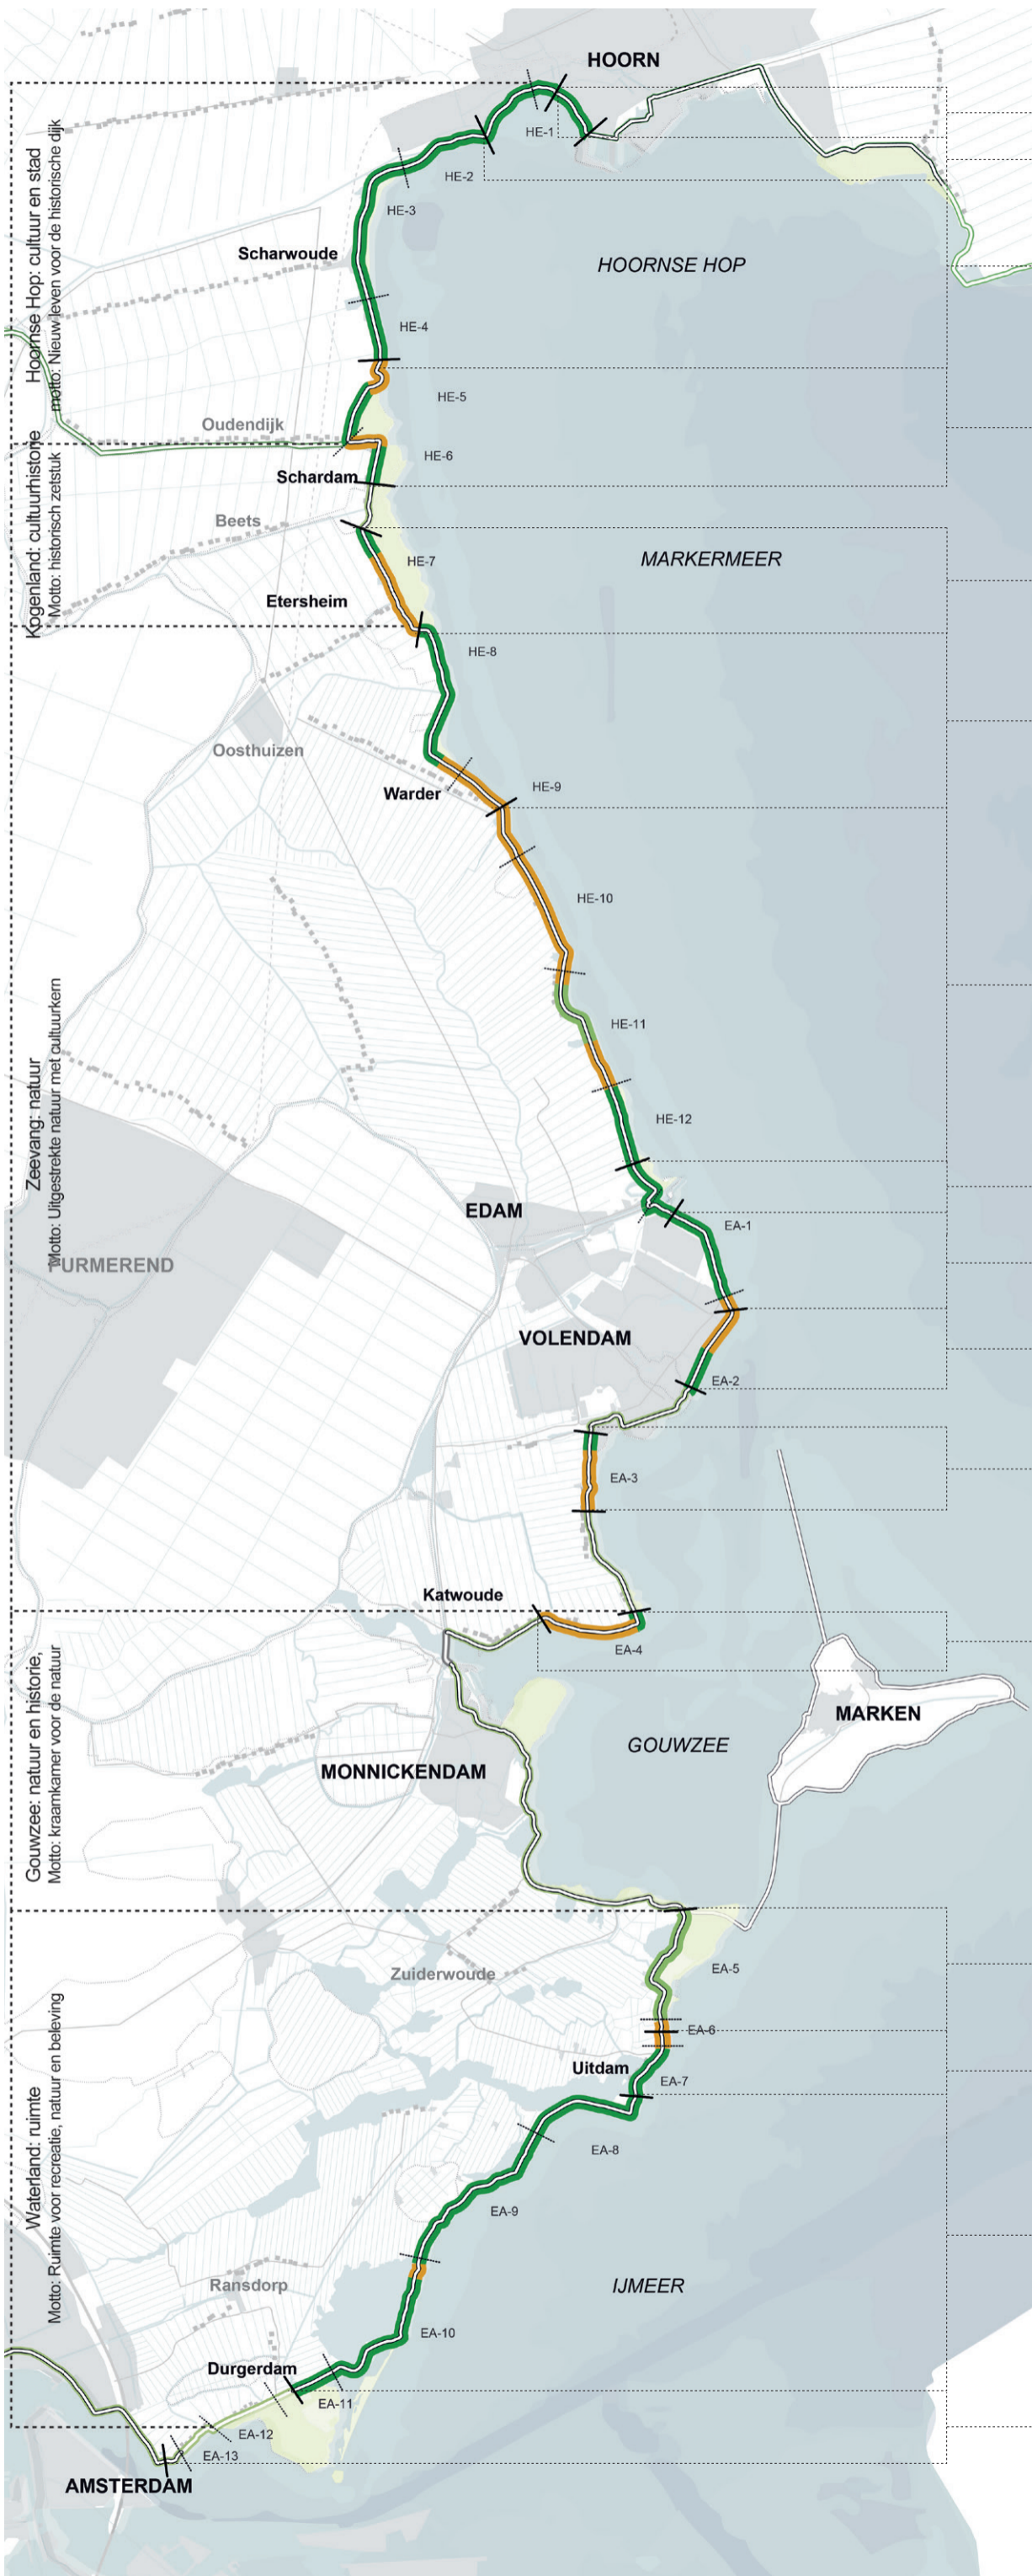 HOORN
HE-1
HE-2
HE-3
Scharwoude
HOORNSE HOP
HE-4
HE-5
Oudendijk
HE-6
Schardam
Beets
MARKERMEER
HE-7
Etersheim
HE-8
Oosthuizen
HE-9
Warder
HE-10
HE-11
HE-12
EDAM
EA-1
PURMEREND
VOLENDAM
EA-2
EA-3
Katwoude
EA-4
MARKEN
GOUWZEE
MONNICKENDAM
EA-5
Zuiderwoude
EA-6
Uitdam
EA-7
EA-8
EA-9
Ransdorp
IJMEER
EA-10
Durgerdam
EA-11
EA-12
EA-13
AMSTERDAM
Hoornse Hop: cultuur en stad
motto: Nieuw leven voor de historische dijk
Kogenland: cultuurhistorie
Motto: historisch zetstuk
Zeevang: natuur
Motto: Uitgestrekte natuur met cultuurkern
Gouwzee: natuur en historie,
Motto: kraamkamer voor de natuur
Waterland: ruimte
Motto: Ruimte voor recreatie, natuur en beleving